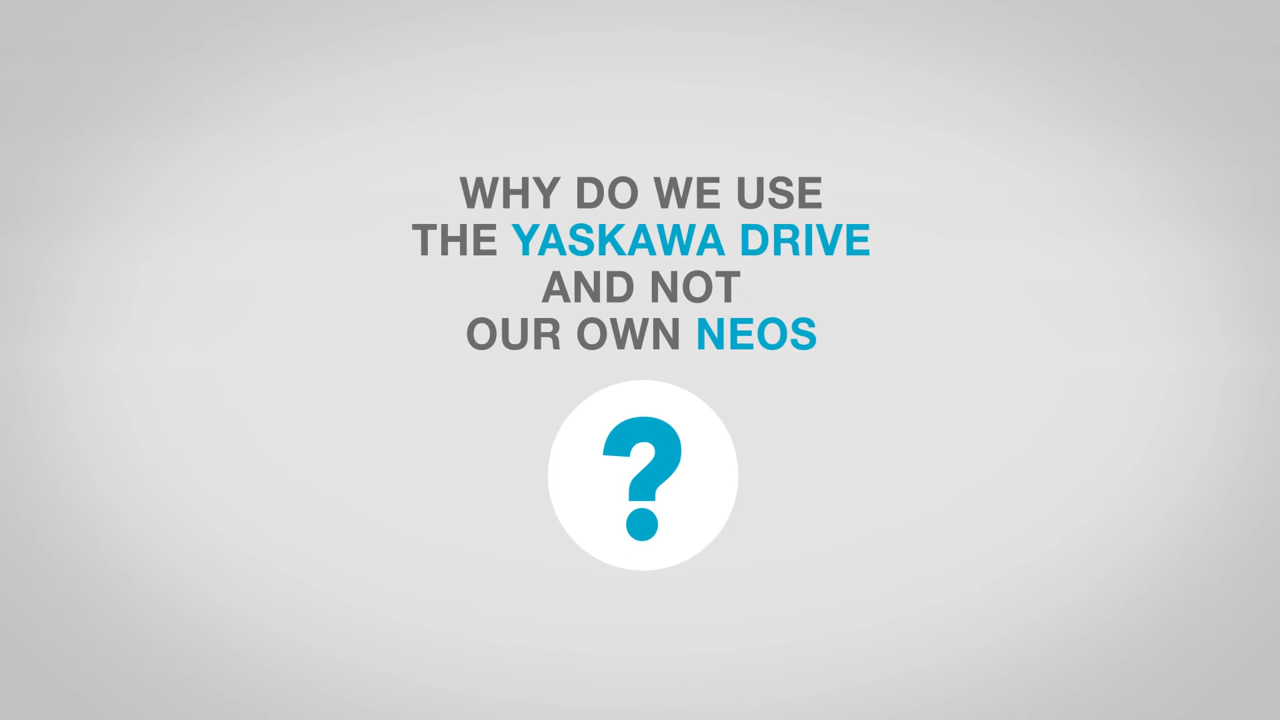 WHY DO WE USE
THE YASKAWA DRIVE
AND NOT
OUR OWN NEOS
?